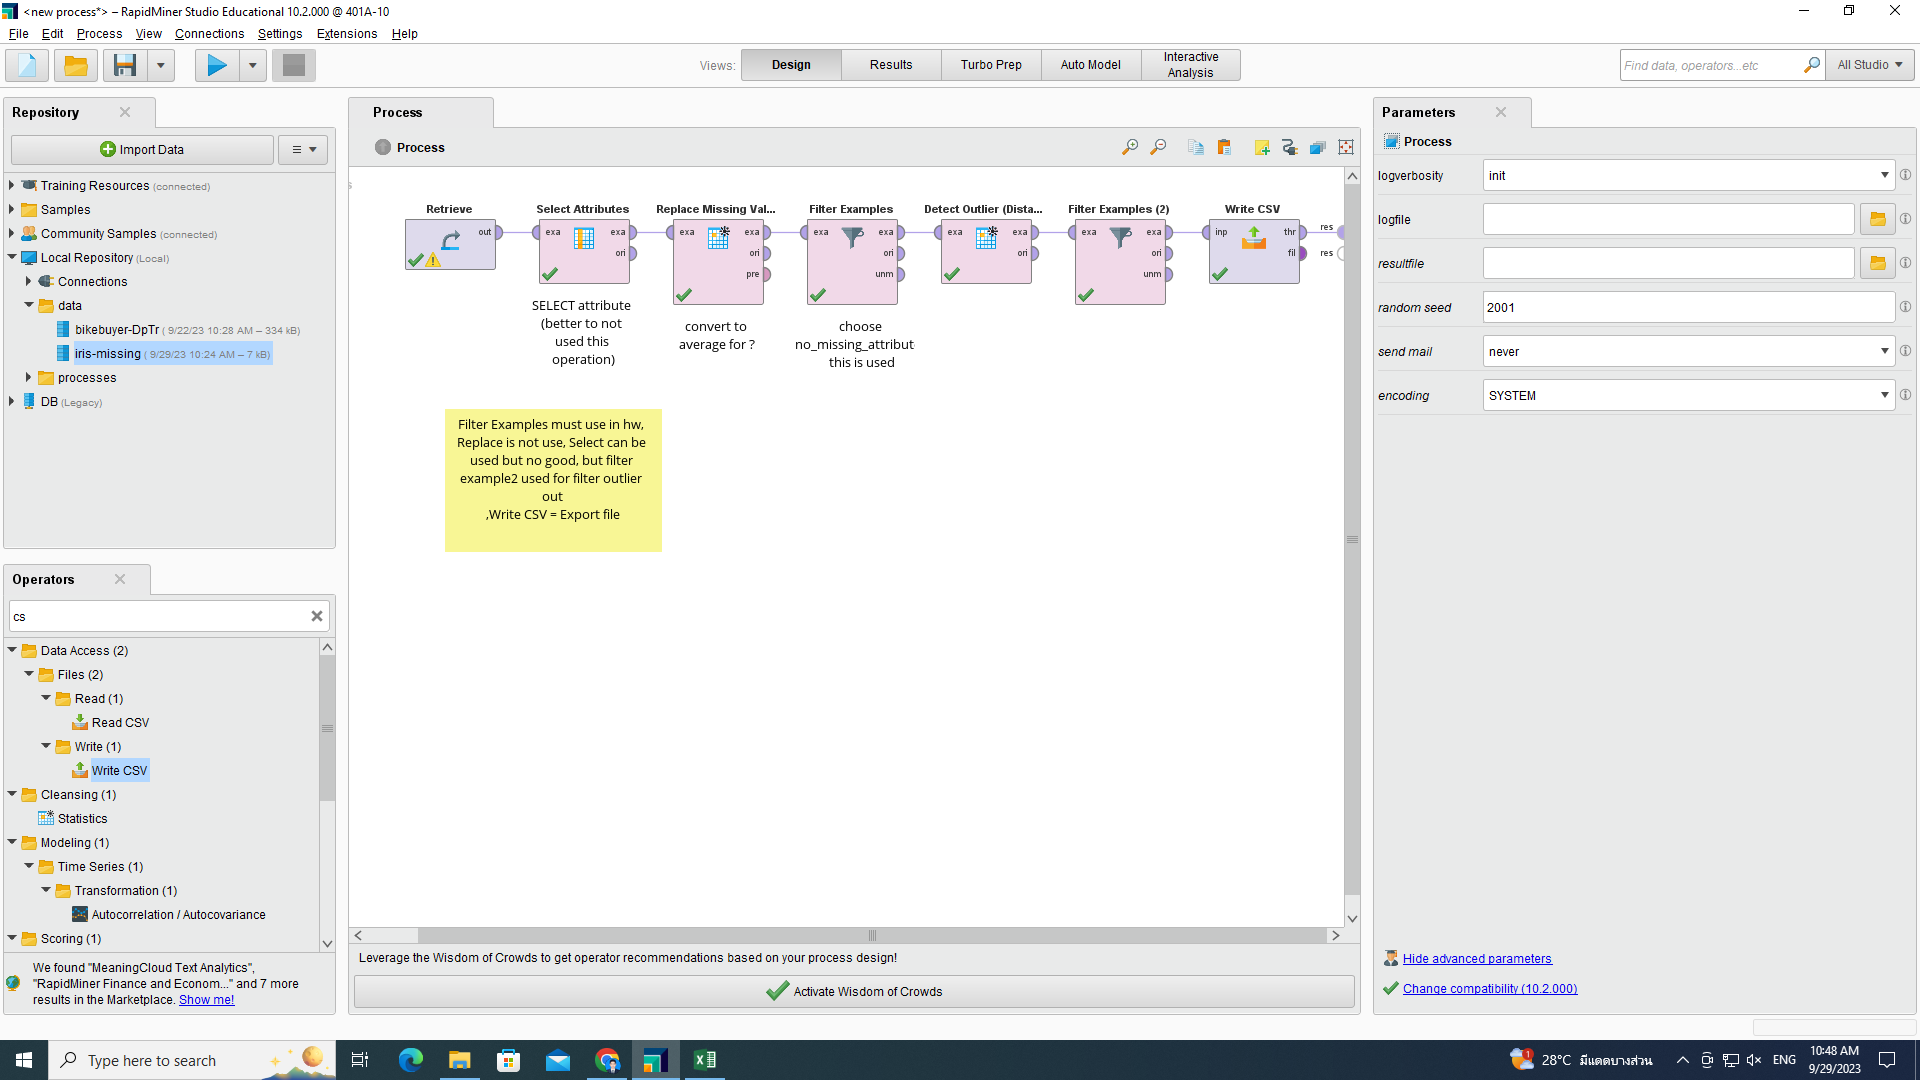 <new process*> – RapidMiner Studio Educational 10.2.000 @ 401A-10
File Edit Process View Connections Settings Extensions Help
Views: Design Results Turbo Prep Auto Model Interactive Analysis
Find data, operators...etc All Studio
Repository
Import Data
Training Resources (connected)
Samples
Community Samples (connected)
Local Repository (Local)
Connections
data
bikebuyer-DpTr ( 9/22/23 10:28 AM – 334 kB)
iris-missing ( 9/29/23 10:24 AM – 7 kB)
processes
DB (Legacy)
Operators
cs
Data Access (2)
Files (2)
Read (1)
Read CSV
Write (1)
Write CSV
Cleansing (1)
Statistics
Modeling (1)
Time Series (1)
Transformation (1)
Autocorrelation / Autocovariance
Scoring (1)
We found "MeaningCloud Text Analytics",
"RapidMiner Finance and Econom..." and 7 more
results in the Marketplace. Show me!
Process
Process
Retrieve Select Attributes Replace Missing Val... Filter Examples Detect Outlier (Dista... Filter Examples (2) Write CSV
out exa exa exa exa exa exa exa exa exa exa inp thr res
ori ori ori ori ori fil res
pre unm unm
SELECT attribute
(better to not
used this
operation)
convert to
average for ?
choose
no_missing_attribut
this is used
Filter Examples must use in hw,
Replace is not use, Select can be
used but no good, but filter
example2 used for filter outlier
out
,Write CSV = Export file
Leverage the Wisdom of Crowds to get operator recommendations based on your process design!
Activate Wisdom of Crowds
Parameters
Process
logverbosity init
logfile
resultfile
random seed 2001
send mail never
encoding SYSTEM
Hide advanced parameters
Change compatibility (10.2.000)
Type here to search
1
28°C มีแดดบางส่วน
ENG
10:48 AM
9/29/2023